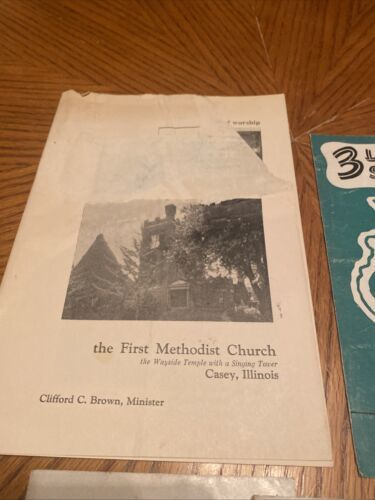 worship
the First Methodist Church
the Wayside Temple with a Singing Tower
Casey, Illinois
Clifford C. Brown, Minister
3